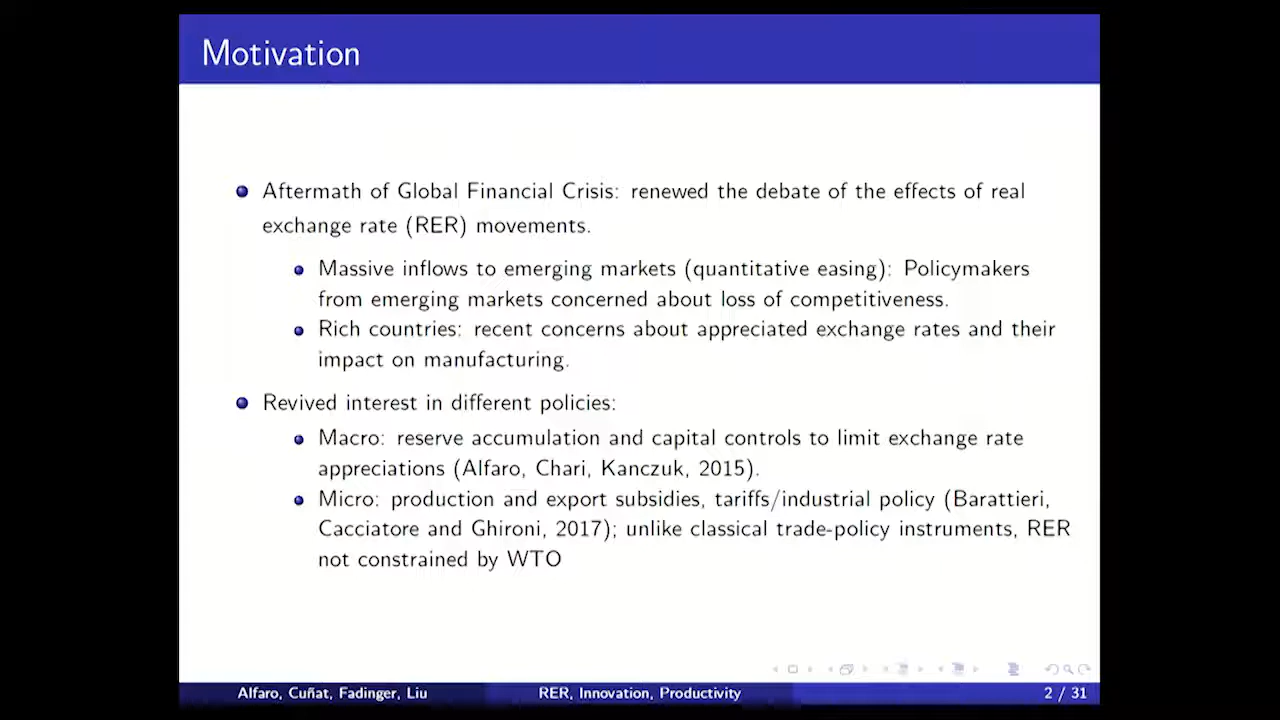 Motivation
Aftermath of Global Financial Crisis: renewed the debate of the effects of real
exchange rate (RER) movements.
Massive inflows to emerging markets (quantitative easing): Policymakers
from emerging markets concerned about loss of competitiveness.
Rich countries: recent concerns about appreciated exchange rates and their
impact on manufacturing.
Revived interest in different policies:
Macro: reserve accumulation and capital controls to limit exchange rate
appreciations (Alfaro, Chari, Kanczuk, 2015).
Micro: production and export subsidies, tariffs/industrial policy (Barattieri,
Cacciatore and Ghironi, 2017); unlike classical trade-policy instruments, RER
not constrained by WTO
Alfaro, Cuñat, Fadinger, Liu
RER, Innovation, Productivity
2 / 31